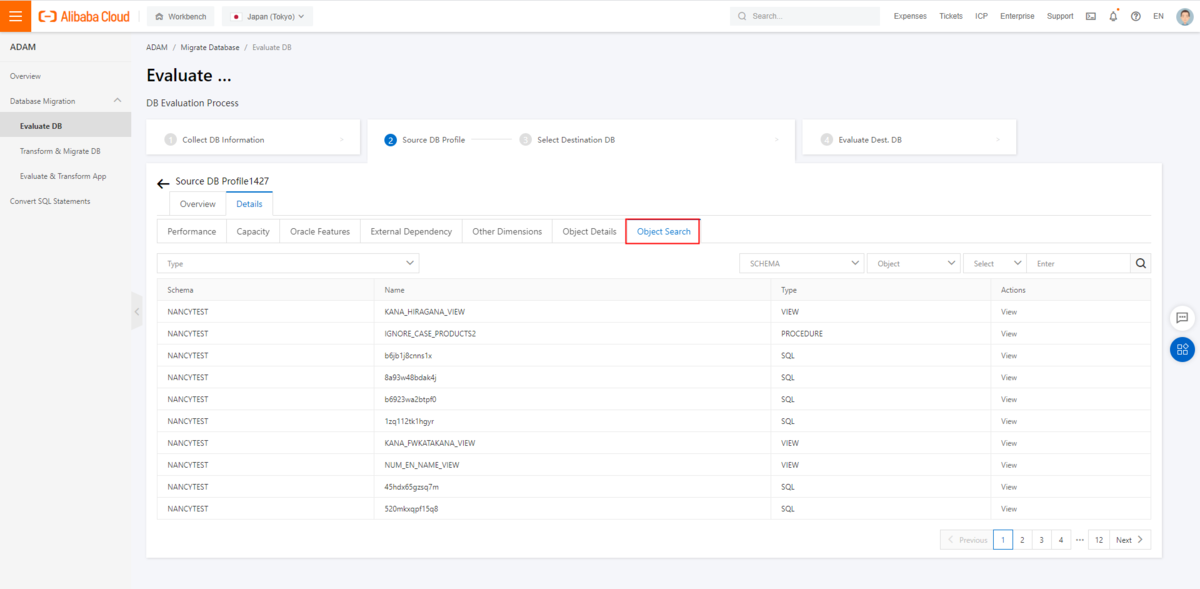 Alibaba Cloud Workbench Japan (Tokyo) Search... Expenses Tickets ICP Enterprise Support EN
ADAM
Overview
Database Migration
Evaluate DB
Transform & Migrate DB
Evaluate & Transform App
Convert SQL Statements
ADAM / Migrate Database / Evaluate DB
Evaluate ...
DB Evaluation Process
1 Collect DB Information 2 Source DB Profile 3 Select Destination DB 4 Evaluate Dest. DB
Source DB Profile1427
Overview Details
Performance Capacity Oracle Features External Dependency Other Dimensions Object Details Object Search
Type SCHEMA Object Select Enter
Schema Name Type Actions
NANCYTEST KANA_HIRAGANA_VIEW VIEW View
NANCYTEST IGNORE_CASE_PRODUCTS2 PROCEDURE View
NANCYTEST b6jb1j8cnns1x SQL View
NANCYTEST 8a93w48bdak4j SQL View
NANCYTEST b6923wa2btpf0 SQL View
NANCYTEST 1zq112tk1hgyr SQL View
NANCYTEST KANA_FWKATAKANA_VIEW VIEW View
NANCYTEST NUM_EN_NAME_VIEW VIEW View
NANCYTEST 45hdx65gzsq7m SQL View
NANCYTEST 520mkxqpf15q8 SQL View
Previous 1 2 3 4 ··· 12 Next